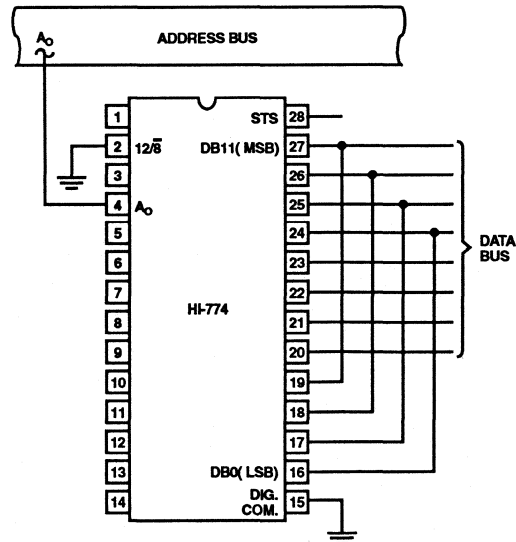 A₀
ADDRESS BUS
1
STS
28
2
12/8̅
DB11(MSB)
27
3
26
4
A₀
25
5
24
DATA
BUS
6
23
7
22
HI-774
8
21
9
20
10
19
11
18
12
17
13
DB0(LSB)
16
14
DIG.
COM.
15